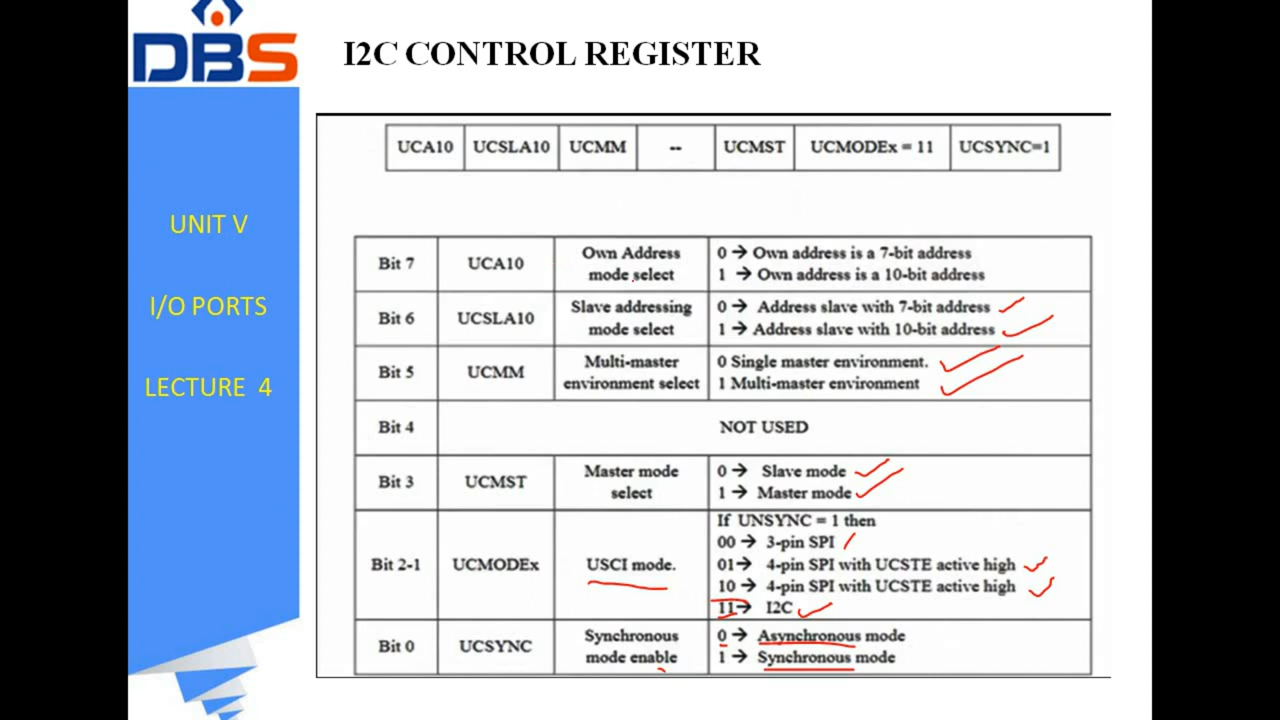 DBS
I2C CONTROL REGISTER
UNIT V
I/O PORTS
LECTURE 4
UCA10 UCSLA10 UCMM -- UCMST UCMODEx = 11 UCSYNC=1
Bit 7 UCA10 Own Address mode select 0 → Own address is a 7-bit address
1 → Own address is a 10-bit address
Bit 6 UCSLA10 Slave addressing mode select 0 → Address slave with 7-bit address
1 → Address slave with 10-bit address
Bit 5 UCMM Multi-master environment select 0 Single master environment.
1 Multi-master environment
Bit 4 NOT USED
Bit 3 UCMST Master mode select 0 → Slave mode
1 → Master mode
Bit 2-1 UCMODEx USCI mode. If UNSYNC = 1 then
00 → 3-pin SPI
01 → 4-pin SPI with UCSTE active high
10 → 4-pin SPI with UCSTE active high
11 → I2C
Bit 0 UCSYNC Synchronous mode enable 0 → Asynchronous mode
1 → Synchronous mode